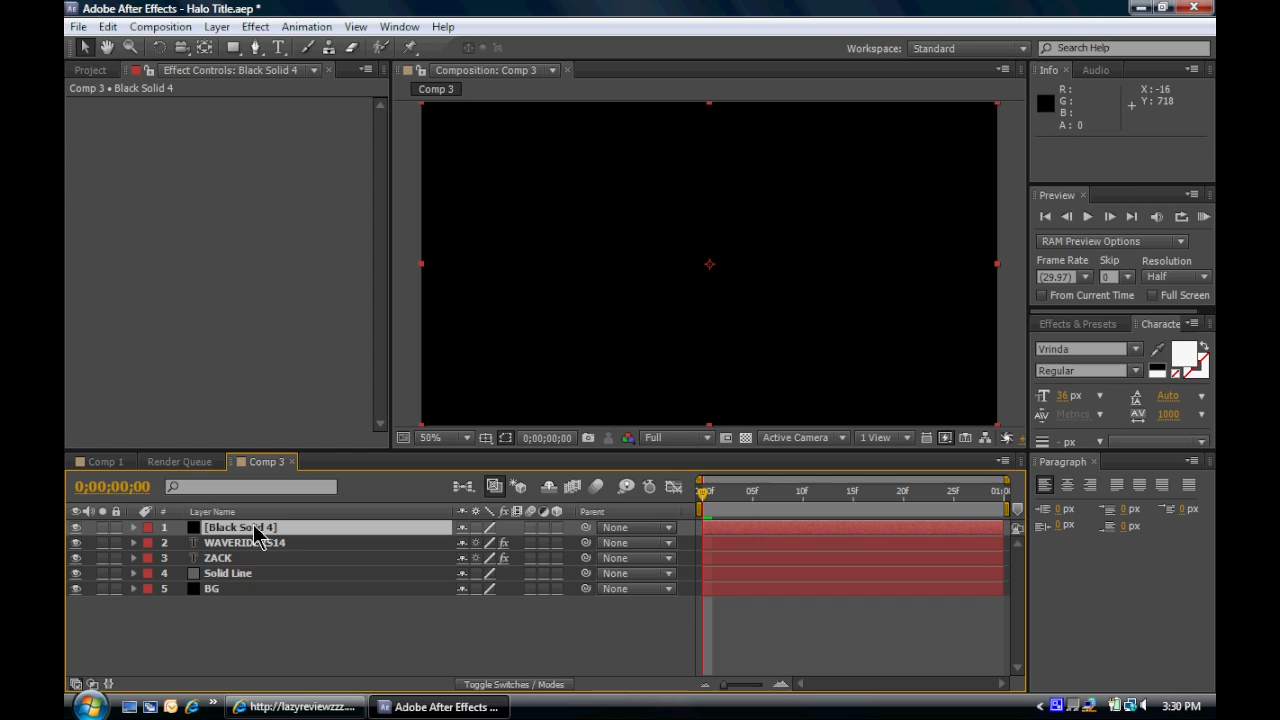 Adobe After Effects - Halo Title.aep *
File Edit Composition Layer Effect Animation View Window Help
Workspace: Standard Search Help
Project Effect Controls: Black Solid 4 Composition: Comp 3 Info Audio
Comp 3 • Black Solid 4
Comp 3
R: X: -16
G: Y: 718
B:
A: 0
Preview
RAM Preview Options
Frame Rate Skip Resolution
(29.97) 0 Half
From Current Time Full Screen
Effects & Presets Characte
Vrinda
Regular
36 px Auto
Metrics 1000
- px
50% 0;00;00;00 Full Active Camera 1 View
Comp 1 Render Queue Comp 3 Paragraph
0;00;00;00
00f 05f 10f 15f 20f 25f 01:0
# Layer Name Parent
1 [Black Solid 4] None
2 None
3 ZACK None
4 Solid Line None
5 BG None
0 px 0 px 0 px
0 px 0 px
Toggle Switches / Modes
http://lazyreviewzzz.... Adobe After Effects ... 3:30 PM